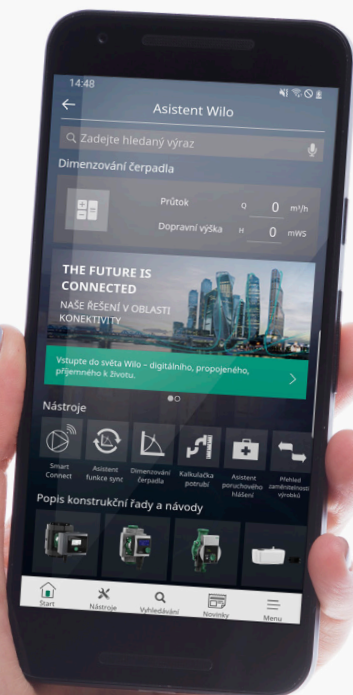 14:48
Asistent Wilo
Zadejte hledaný výraz
Dimenzování čerpadla
Průtok Q 0 m³/h
Dopravní výška H 0 mWS
THE FUTURE IS
CONNECTED
NAŠE ŘEŠENÍ V OBLASTI
KONEKTIVITY
Vstupte do světa Wilo – digitálního, propojeného,
příjemného k životu.
Nástroje
Smart
Connect
Asistent
funkce sync
Dimenzování
čerpadla
Kalkulačka
potrubí
Asistent
poruchového
hlášení
Přehled
zaměnitelnosti
výrobků
Popis konstrukční řady a návody
Start
Nástroje
Vyhledávání
Novinky
Menu